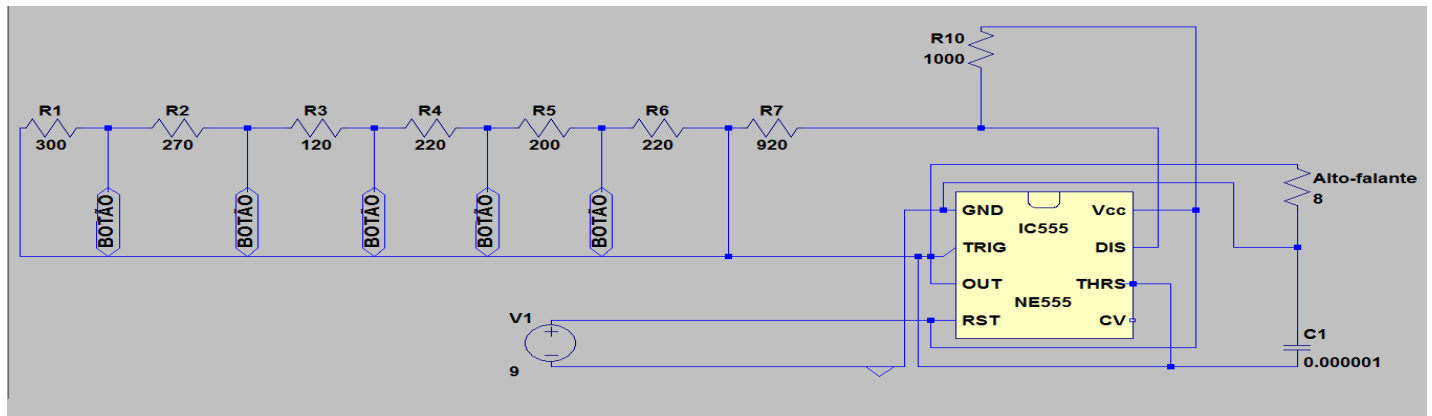 R10
1000
R1 R2 R3 R4 R5 R6 R7
300 270 120 220 200 220 920
BOTÃO BOTÃO BOTÃO BOTÃO BOTÃO
Alto-falante
8
GND Vcc
IC555
TRIG DIS
OUT THRS
NE555
RST CV
V1
9
C1
0.000001